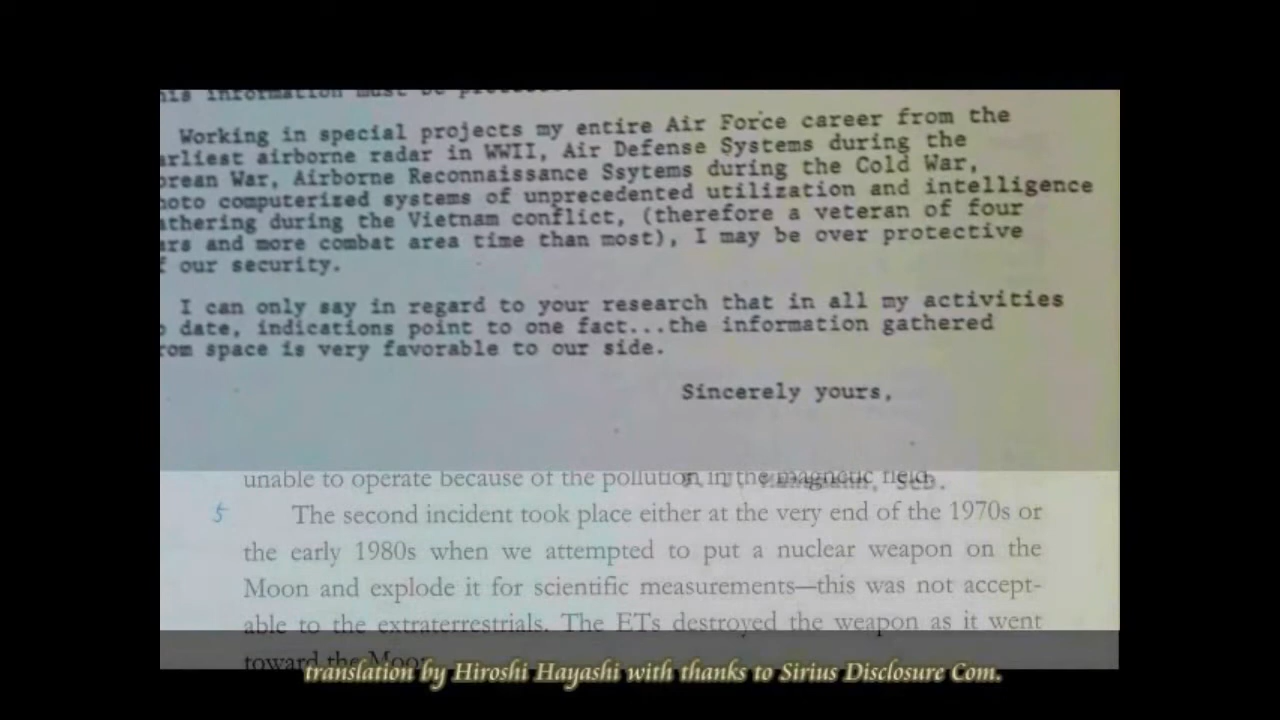 his information must be
Working in special projects my entire Air Force career from the
arliest airborne radar in WWII, Air Defense Systems during the
orean War, Airborne Reconnaissance Ssytems during the Cold War,
hoto computerized systems of unprecedented utilization and intelligence
athering during the Vietnam conflict, (therefore a veteran of four
ars and more combat area time than most), I may be over protective
f our security.
I can only say in regard to your research that in all my activities
o date, indications point to one fact...the information gathered
rom space is very favorable to our side.
Sincerely yours,
unable to operate because of the pollution in the magnetic field.
5 The second incident took place either at the very end of the 1970s or
the early 1980s when we attempted to put a nuclear weapon on the
Moon and explode it for scientific measurements—this was not accept-
able to the extraterrestrials. The ETs destroyed the weapon as it went
toward the Moon
translation by Hiroshi Hayashi with thanks to Sirius Disclosure Com.